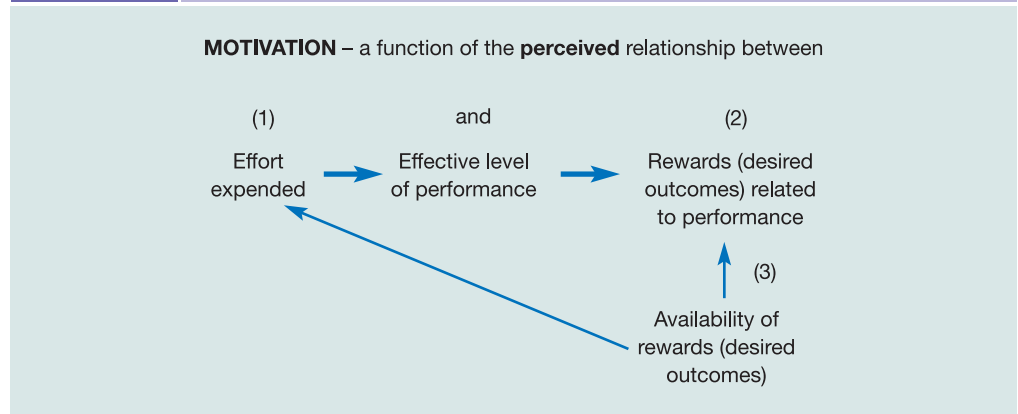 MOTIVATION – a function of the perceived relationship between
(1)
and
(2)
Effort
expended
Effective level
of performance
Rewards (desired
outcomes) related
to performance
(3)
Availability of
rewards (desired
outcomes)